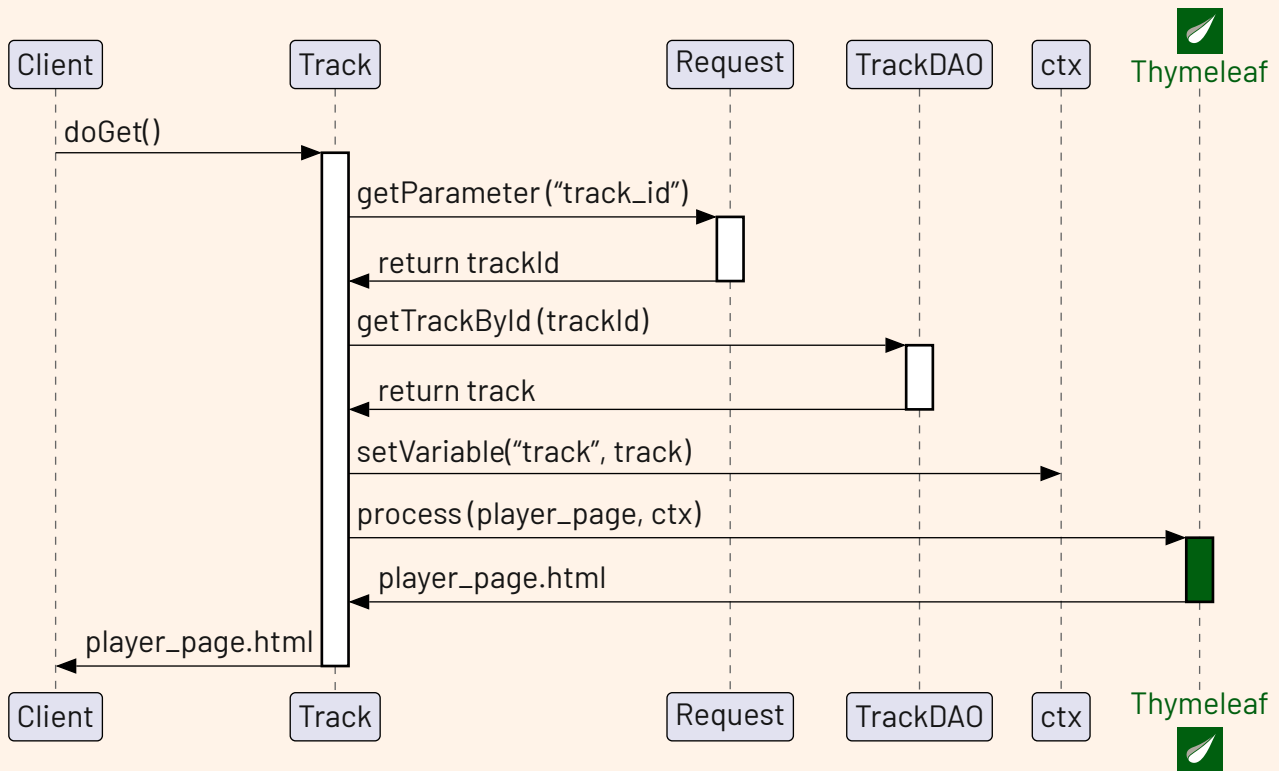 Client
Track
Request
TrackDAO
ctx
Thymeleaf
doGet()
getParameter (“track_id”)
return trackId
getTrackById (trackId)
return track
setVariable(“track”, track)
process (player_page, ctx)
player_page.html
player_page.html
Client
Track
Request
TrackDAO
ctx
Thymeleaf